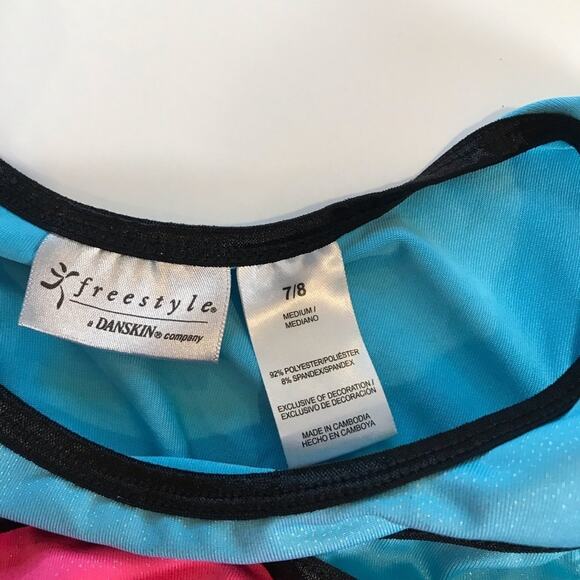 freestyle®
a DANSKIN® company
7/8
MEDIUM/
MEDIANO
92% POLYESTER/POLIÉSTER
8% SPANDEX/SPANDEX
EXCLUSIVE OF DECORATION/
EXCLUSIVO DE DECORACIÓN
MADE IN CAMBODIA
HECHO EN CAMBOYA